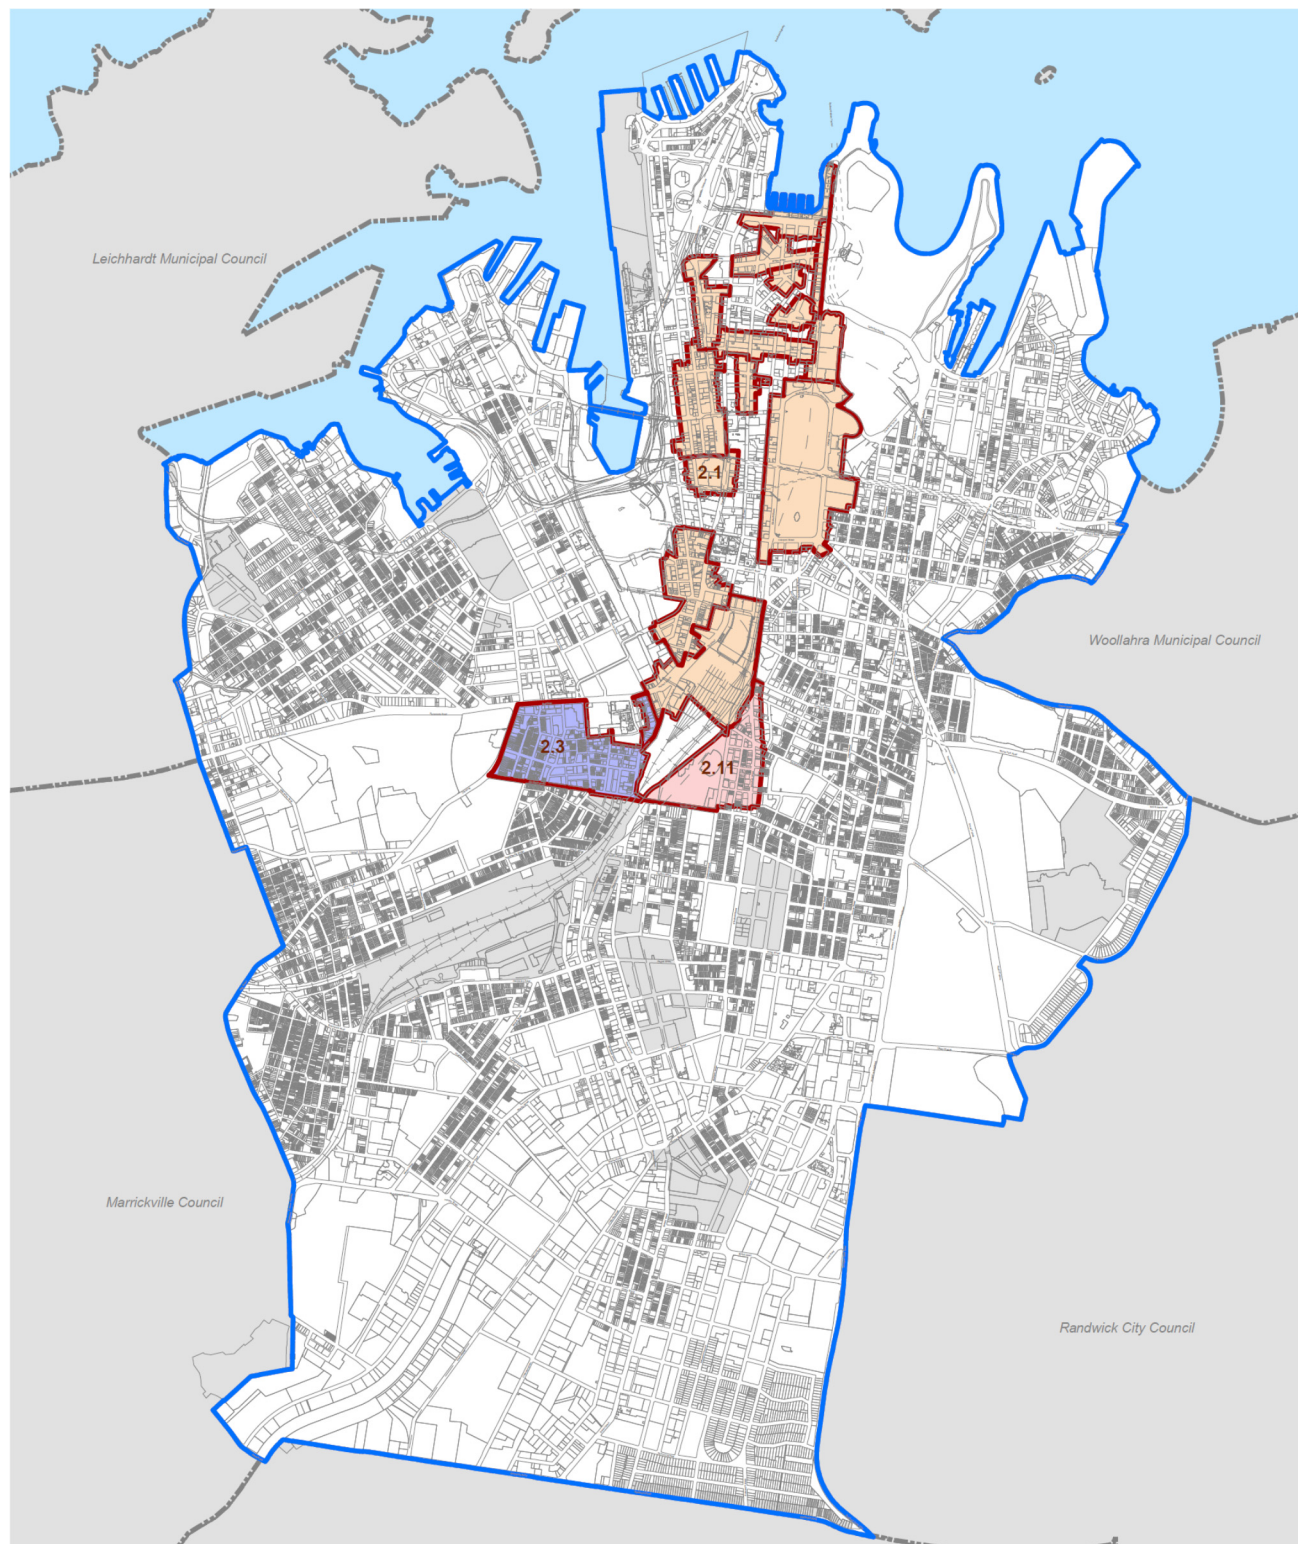 Leichhardt Municipal Council
2.1
Woollahra Municipal Council
2.3
2.11
Marrickville Council
Randwick City Council